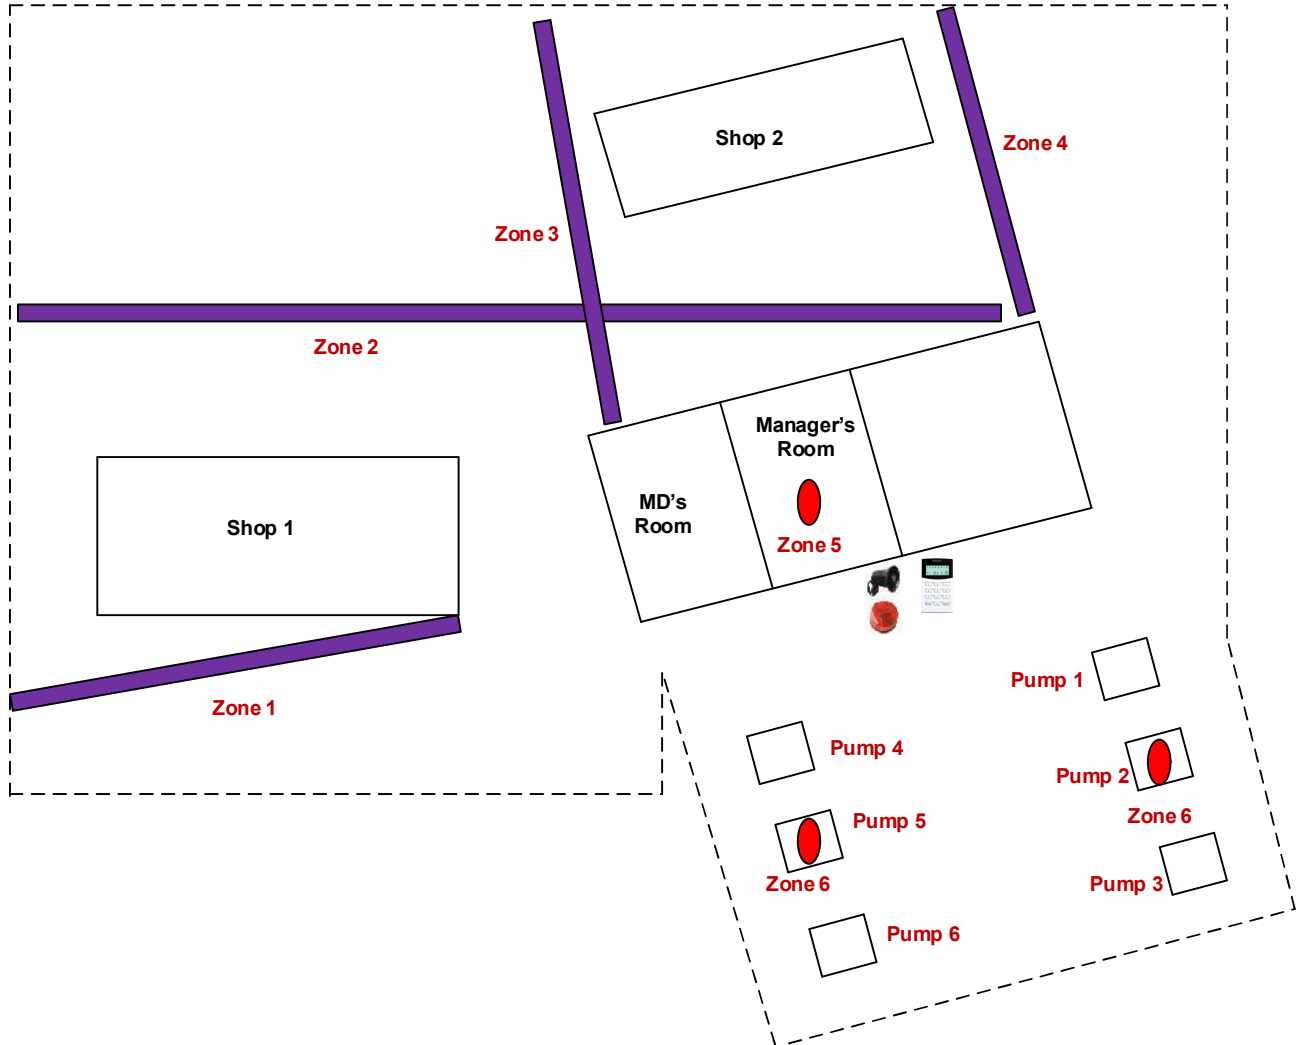 Shop 2
Zone 4
Zone 3
Zone 2
Manager's
Room
MD's
Room
Shop 1
Zone 5
Pump 1
Zone 1
Pump 4
Pump 2
Zone 6
Pump 5
Zone 6
Pump 3
Pump 6